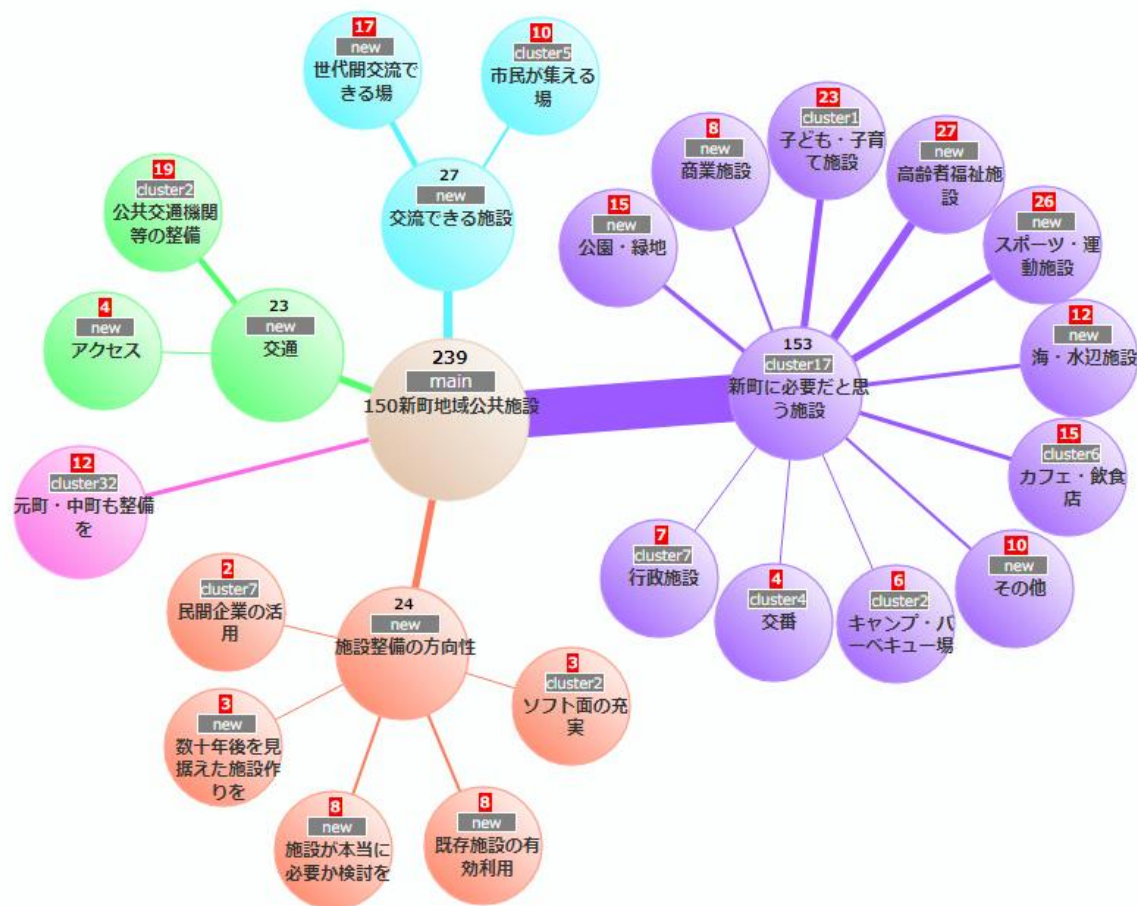 17
new
世代間交流で
きる場
10
cluster5
市民が集える
場
27
new
交流できる施設
19
cluster2
公共交通機関
等の整備
4
new
アクセス
23
new
交通
239
main
150新町地域公共施設
12
cluster32
元町・中町も整備
を
15
new
公園・緑地
8
new
商業施設
23
cluster1
子ども・子育
て施設
27
new
高齢者福祉施
設
26
new
スポーツ・運
動施設
12
new
海・水辺施設
15
cluster6
カフェ・飲食
店
10
new
その他
6
cluster2
キャンプ・バ
ーベキュー場
4
cluster4
交番
7
cluster7
行政施設
153
cluster17
新町に必要だと思
う施設
24
new
施設整備の方向性
2
cluster7
民間企業の活
用
3
new
数十年後を見
据えた施設作
りを
8
new
施設が本当に
必要か検討を
8
new
既存施設の有
効利用
3
cluster2
ソフト面の充
実